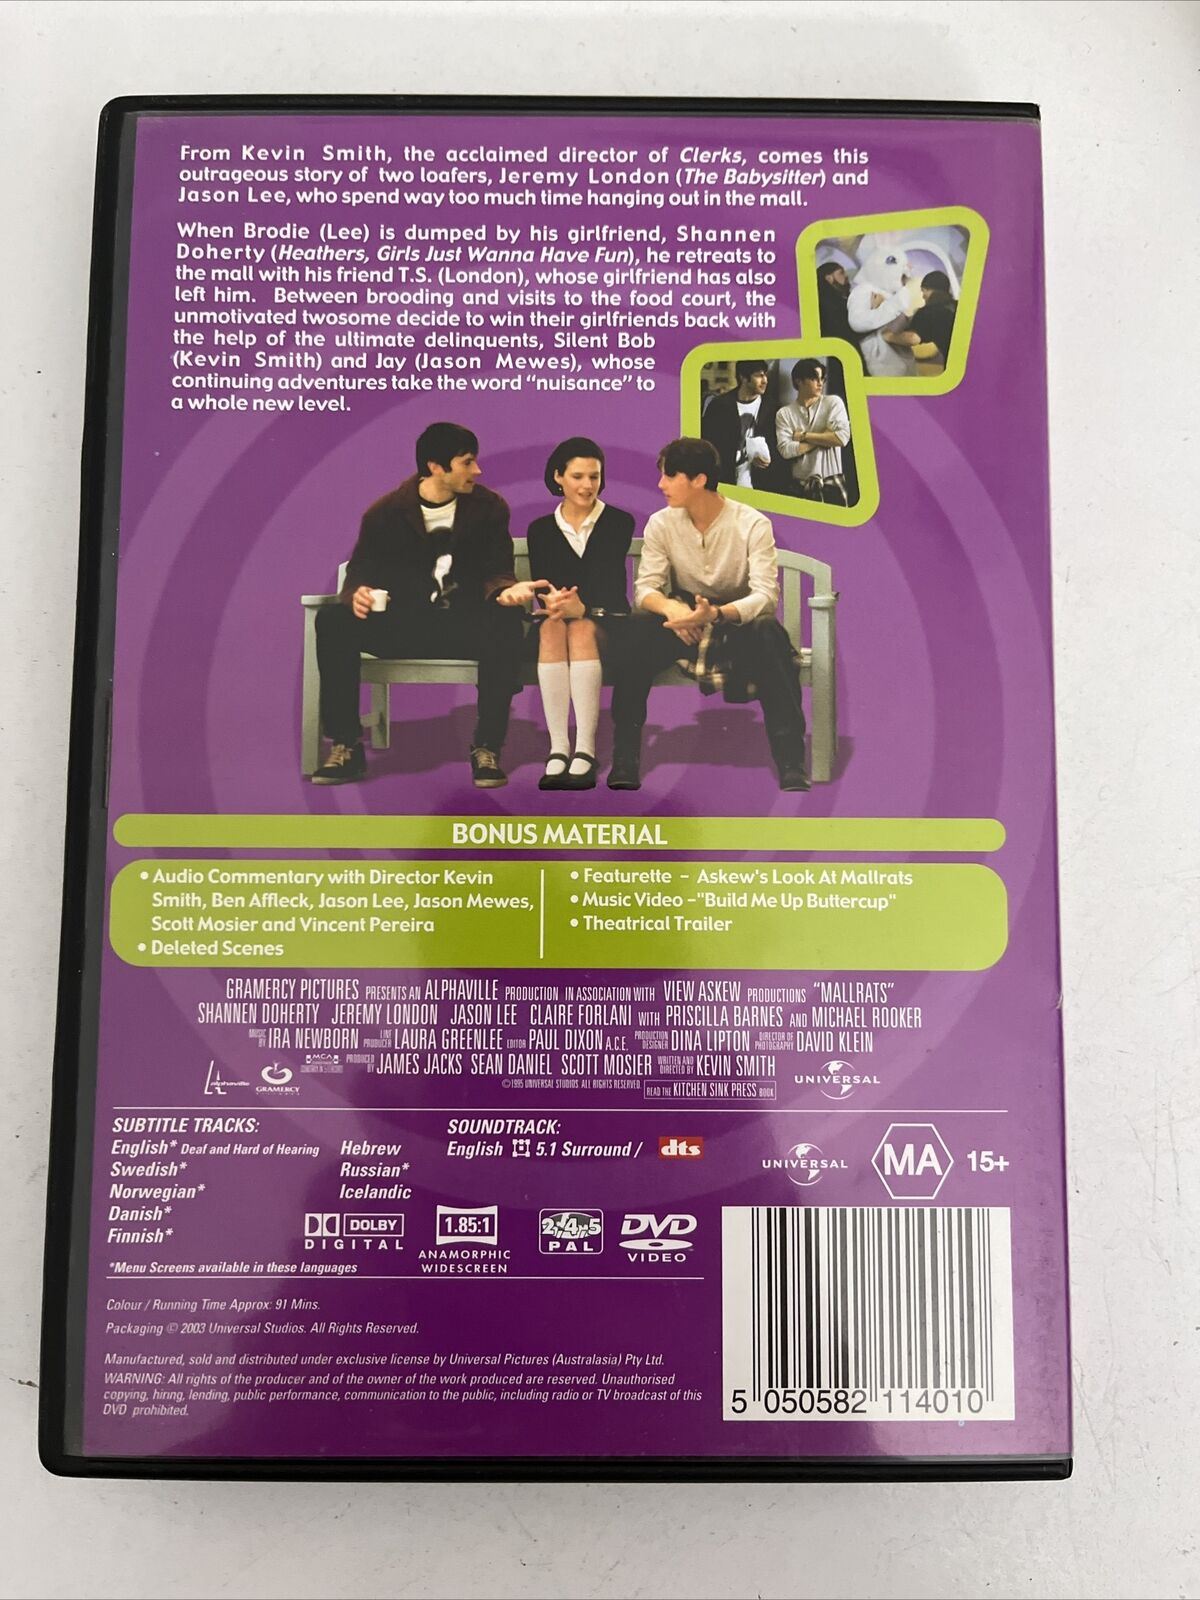 From Kevin Smith, the acclaimed director of Clerks, comes this
outrageous story of two loafers, Jeremy London (The Babysitter) and
Jason Lee, who spend way too much time hanging out in the mall.
When Brodie (Lee) is dumped by his girlfriend, Shannen
Doherty (Heathers, Girls Just Wanna Have Fun), he retreats to
the mall with his friend T.S. (London), whose girlfriend has also
left him. Between brooding and visits to the food court, the
unmotivated twosome decide to win their girlfriends back with
the help of the ultimate delinquents, Silent Bob
(Kevin Smith) and Jay (Jason Mewes), whose
continuing adventures take the word "nuisance" to
a whole new level.
BONUS MATERIAL
• Audio Commentary with Director Kevin
Smith, Ben Affleck, Jason Lee, Jason Mewes,
Scott Mosier and Vincent Pereira
• Deleted Scenes
• Featurette - Askew's Look At Mallrats
• Music Video -"Build Me Up Buttercup"
• Theatrical Trailer
GRAMERCY PICTURES PRESENTS AN ALPHAVILLE PRODUCTION IN ASSOCIATION WITH VIEW ASKEW PRODUCTIONS "MALLRATS"
SHANNEN DOHERTY JEREMY LONDON JASON LEE CLAIRE FORLANI WITH PRISCILLA BARNES AND MICHAEL ROOKER
MUSIC BY IRA NEWBORN LINE PRODUCER LAURA GREENLEE EDITOR PAUL DIXON A.C.E. PRODUCTION DESIGNER DINA LIPTON DIRECTOR OF PHOTOGRAPHY DAVID KLEIN
PRODUCED BY JAMES JACKS SEAN DANIEL SCOTT MOSIER WRITTEN AND DIRECTED BY KEVIN SMITH
alphaville
GRAMERCY
MCA
©1995 UNIVERSAL STUDIOS. ALL RIGHTS RESERVED.
READ THE KITCHEN SINK PRESS BOOK
UNIVERSAL
SUBTITLE TRACKS:
English* Deaf and Hard of Hearing
Swedish*
Norwegian*
Danish*
Finnish*
Hebrew
Russian*
Icelandic
*Menu Screens available in these languages
SOUNDTRACK:
English 5.1 Surround / dts
UNIVERSAL
MA 15+
DOLBY
DIGITAL
1.85:1
ANAMORPHIC
WIDESCREEN
2•4•5
PAL
DVD
VIDEO
Colour / Running Time Approx: 91 Mins.
Packaging © 2003 Universal Studios. All Rights Reserved.
Manufactured, sold and distributed under exclusive license by Universal Pictures (Australasia) Pty Ltd.
WARNING: All rights of the producer and of the owner of the work produced are reserved. Unauthorised
copying, hiring, lending, public performance, communication to the public, including radio or TV broadcast of this
DVD prohibited.
5 050582 114010